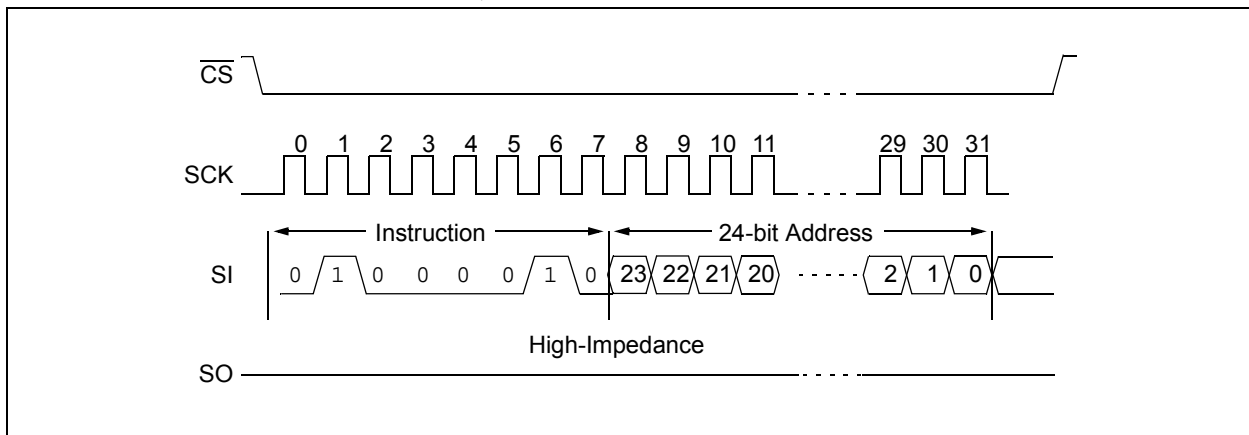 CS
0 1 2 3 4 5 6 7 8 9 10 11 29 30 31
SCK
Instruction 24-bit Address
SI 0 1 0 0 0 0 1 0 23 22 21 20 2 1 0
High-Impedance
SO